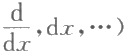 d/dx, dx, ⋯)